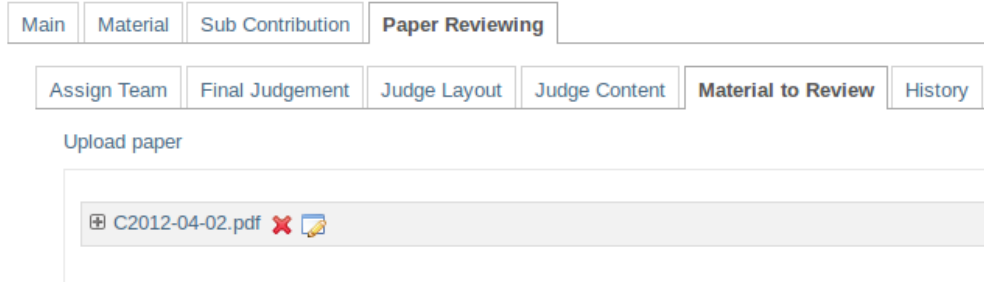 Main Material Sub Contribution Paper Reviewing
Assign Team Final Judgement Judge Layout Judge Content Material to Review History
Upload paper
C2012-04-02.pdf